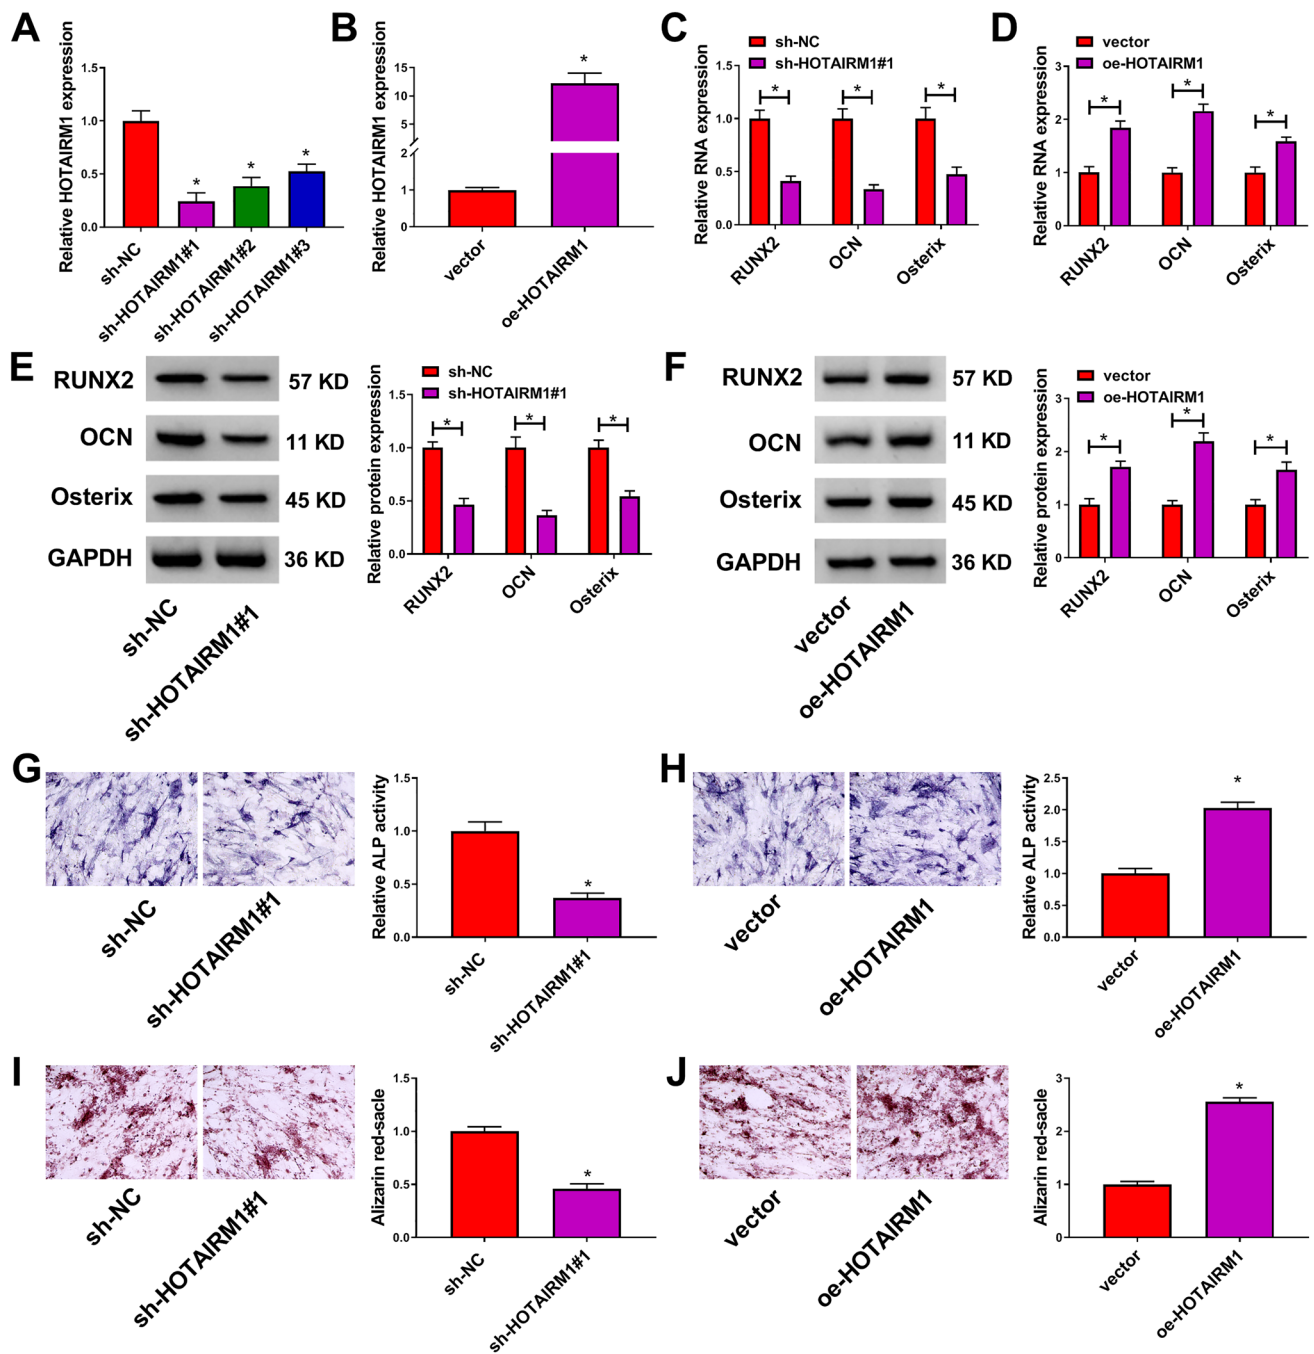 A
Relative HOTAIRM1 expression
1.5
1.0
0.5
0.0
*
*
*
sh-NC
sh-HOTAIRM1#1
sh-HOTAIRM1#2
sh-HOTAIRM1#3
B
Relative HOTAIRM1 expression
15
10
5
2
1
0
*
vector
oe-HOTAIRM1
C
sh-NC
sh-HOTAIRM1#1
Relative RNA expression
1.5
1.0
0.5
0.0
*
*
*
RUNX2
OCN
Osterix
D
vector
oe-HOTAIRM1
Relative RNA expression
3
2
1
0
*
*
*
RUNX2
OCN
Osterix
E
RUNX2
57 KD
OCN
11 KD
Osterix
45 KD
GAPDH
36 KD
sh-NC
sh-HOTAIRM1#1
sh-NC
sh-HOTAIRM1#1
Relative protein expression
1.5
1.0
0.5
0.0
*
*
*
RUNX2
OCN
Osterix
F
RUNX2
57 KD
OCN
11 KD
Osterix
45 KD
GAPDH
36 KD
vector
oe-HOTAIRM1
vector
oe-HOTAIRM1
Relative protein expression
3
2
1
0
*
*
*
RUNX2
OCN
Osterix
G
sh-NC
sh-HOTAIRM1#1
Relative ALP activity
1.5
1.0
0.5
0.0
*
sh-NC
sh-HOTAIRM1#1
H
vector
oe-HOTAIRM1
Relative ALP activity
2.5
2.0
1.5
1.0
0.5
0.0
*
vector
oe-HOTAIRM1
I
sh-NC
sh-HOTAIRM1#1
Alizarin red-sacle
1.5
1.0
0.5
0.0
*
sh-NC
sh-HOTAIRM1#1
J
vector
oe-HOTAIRM1
Alizarin red-sacle
3
2
1
0
*
vector
oe-HOTAIRM1